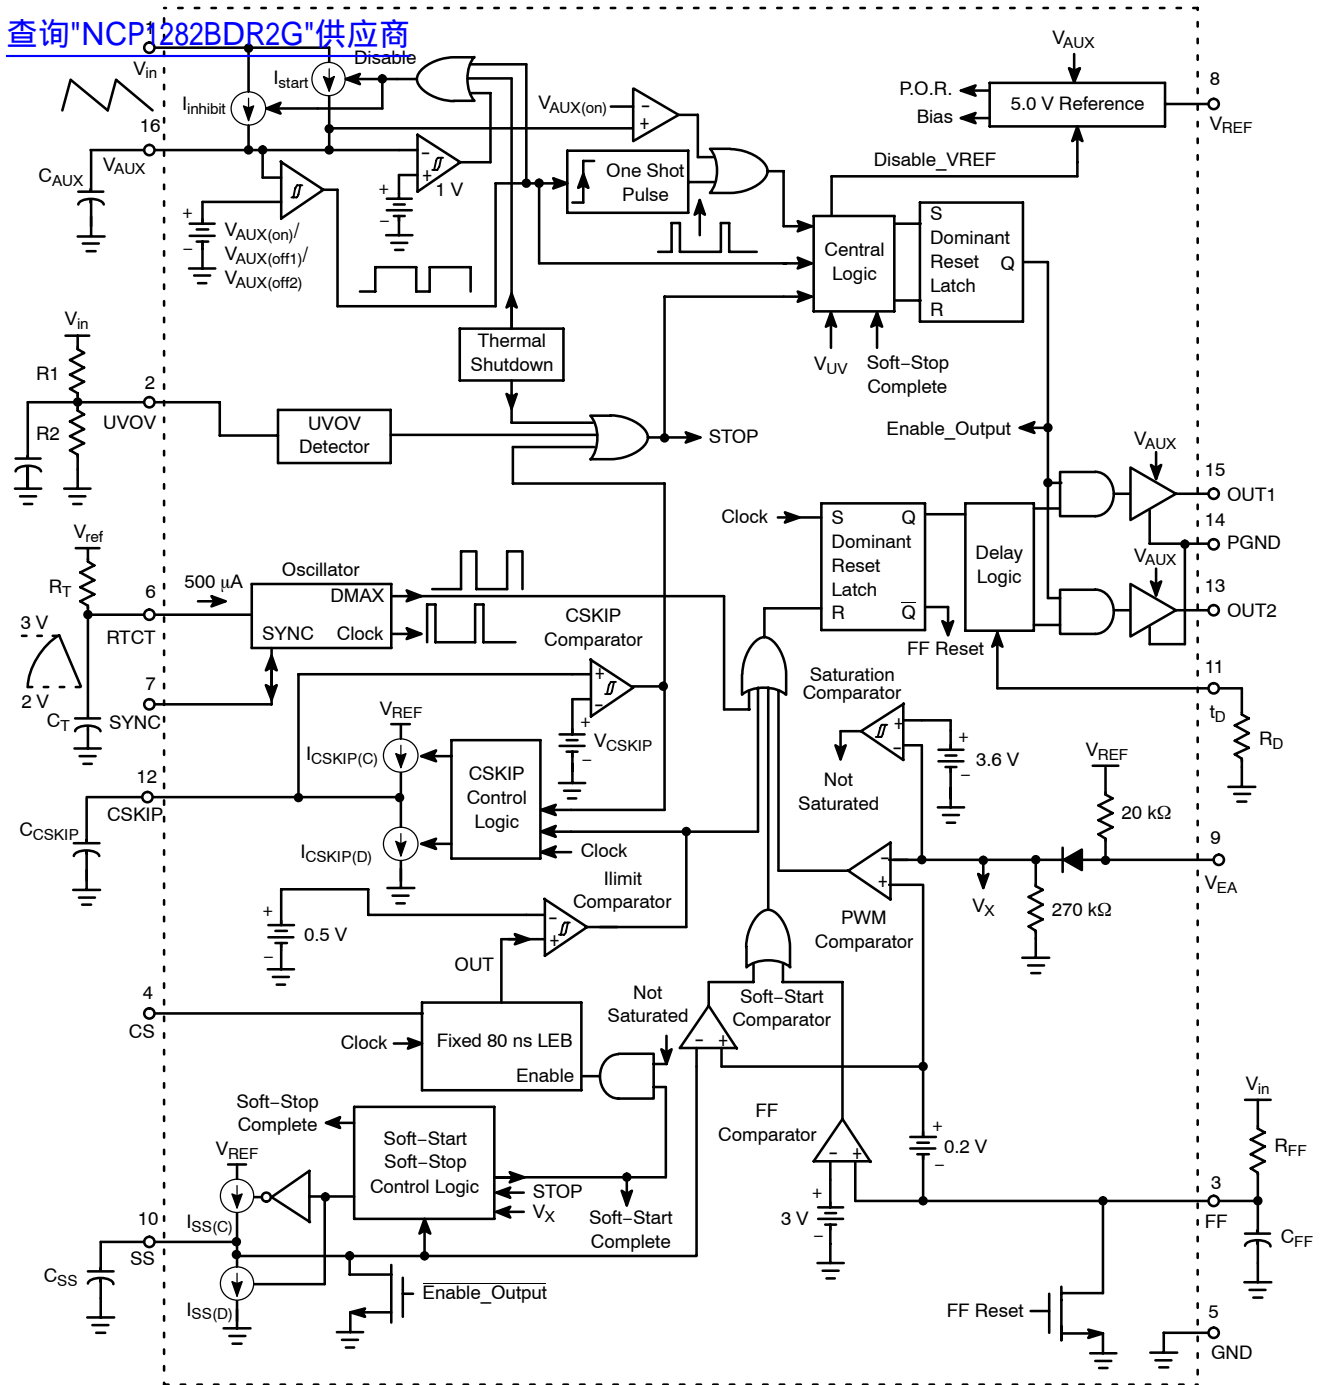 查询"NCP1282BDR2G"供应商
1
Vin
Istart
Disable
Iinhibit
16
VAUX
CAUX
+
−
VAUX(on)/
VAUX(off1)/
VAUX(off2)
−
+
1 V
+
−
VAUX(on)
−
+
One Shot
Pulse
VAUX
P.O.R.
Bias
5.0 V Reference
8
VREF
Disable_VREF
Central
Logic
S
Dominant
Reset
Latch
R
Q
VUV
Soft−Stop
Complete
Thermal
Shutdown
Vin
R1
2
UVOV
R2
UVOV
Detector
STOP
Enable_Output
VAUX
15
OUT1
14
PGND
VAUX
13
OUT2
Clock
S
Q
Dominant
Reset
Latch
R
Q
FF Reset
Delay
Logic
11
tD
RD
Vref
RT
6
RTCT
500 μA
Oscillator
DMAX
SYNC
Clock
3 V
2 V
7
SYNC
CT
CSKIP
Comparator
+
−
+
−
VCSKIP
VREF
ICSKIP(C)
CSKIP
Control
Logic
ICSKIP(D)
Clock
12
CSKIP
CCSKIP
Saturation
Comparator
+
−
+
−
3.6 V
Not
Saturated
VREF
20 kΩ
9
VEA
−
+
PWM
Comparator
VX
270 kΩ
Ilimit
Comparator
−
+
+
−
0.5 V
OUT
4
CS
Clock
Fixed 80 ns LEB
Enable
Not
Saturated
Soft−Start
Comparator
−
+
Soft−Stop
Complete
Soft−Start
Soft−Stop
Control Logic
STOP
VX
Soft−Start
Complete
VREF
ISS(C)
10
SS
CSS
ISS(D)
Enable_Output
FF
Comparator
−
+
+
−
3 V
+
−
0.2 V
Vin
RFF
3
FF
CFF
FF Reset
5
GND